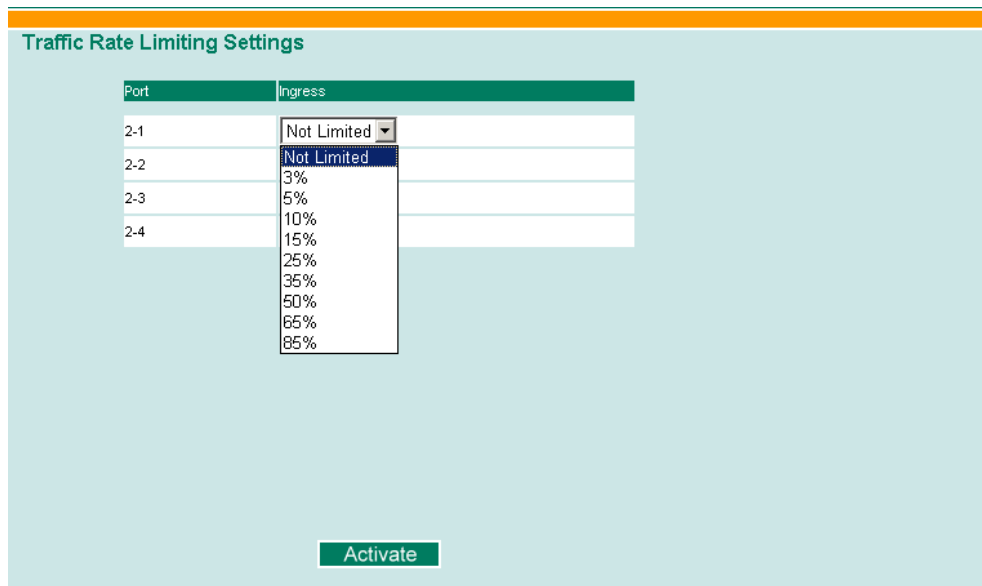 Traffic Rate Limiting Settings
Port Ingress
2-1 Not Limited
Not Limited
2-2
3%
2-3 5%
10%
2-4 15%
25%
35%
50%
65%
85%
Activate